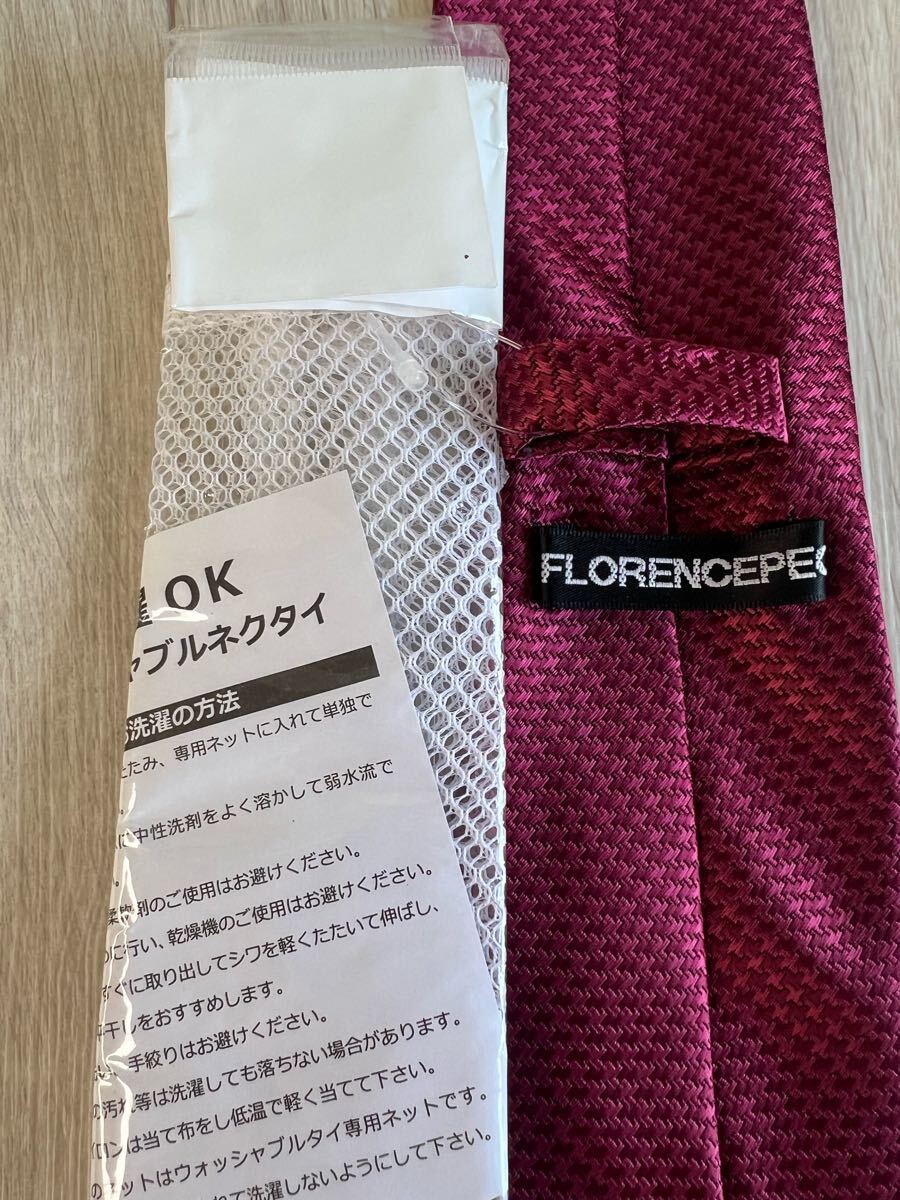 OK
ャブルネクタイ
洗濯の方法
たたみ、専用ネットに入れて単独で
。
中性洗剤をよく溶かして弱水流で
。
柔軟剤のご使用はお避けください。
に行い、乾燥機のご使用はお避けください。
すぐに取り出してシワを軽くたたいて伸ばし、
干しをおすすめします。
、手絞りはお避けください。
の汚れ等は洗濯しても落ちない場合があります。
イロンは当て布をし低温で軽く当てて下さい。
のネットはウォッシャブルタイ専用ネットです。
れて洗濯しないようにして下さい。
FLORENCEPEC